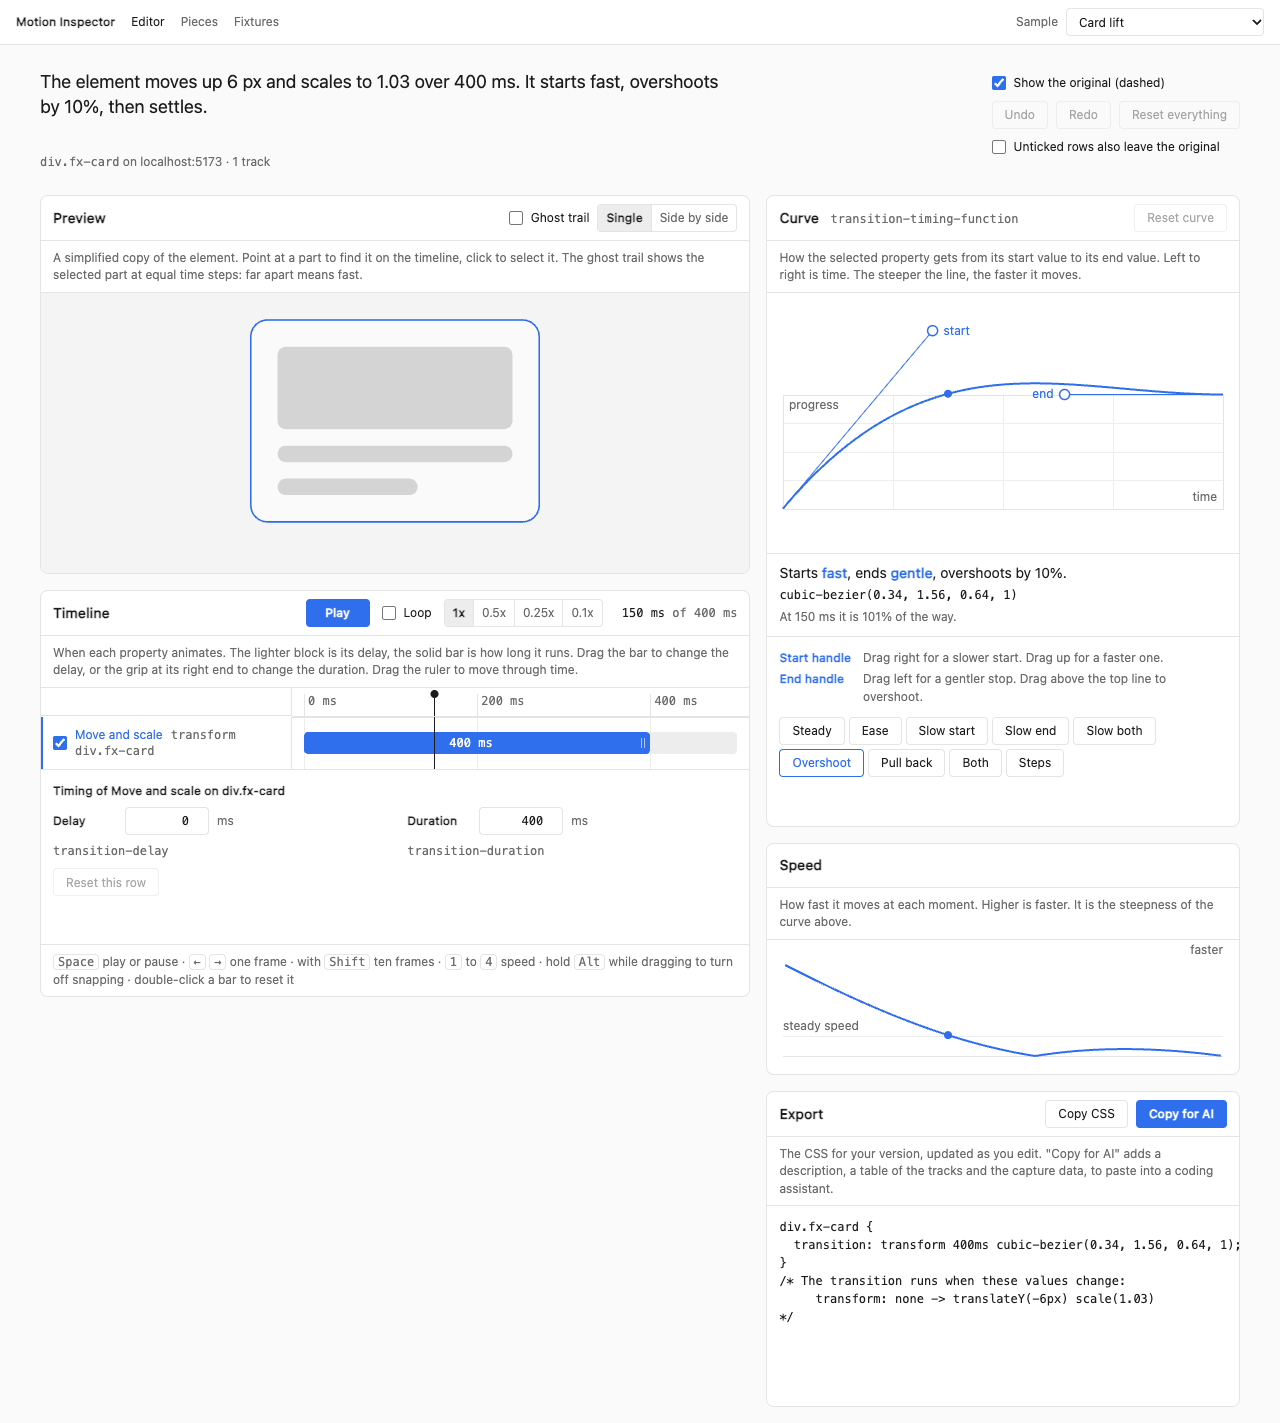 Motion Inspector Editor Pieces Fixtures Sample Card lift
The element moves up 6 px and scales to 1.03 over 400 ms. It starts fast, overshoots
by 10%, then settles.
div.fx-card on localhost:5173 · 1 track
Show the original (dashed)
Undo Redo Reset everything
Unticked rows also leave the original
Preview Ghost trail Single Side by side
A simplified copy of the element. Point at a part to find it on the timeline, click to select it. The ghost trail shows the
selected part at equal time steps: far apart means fast.
Timeline Play Loop 1x 0.5x 0.25x 0.1x 150 ms of 400 ms
When each property animates. The lighter block is its delay, the solid bar is how long it runs. Drag the bar to change the
delay, or the grip at its right end to change the duration. Drag the ruler to move through time.
0 ms 200 ms 400 ms
Move and scale transform
div.fx-card
400 ms
Timing of Move and scale on div.fx-card
Delay 0 ms Duration 400 ms
transition-delay transition-duration
Reset this row
Space play or pause · ← → one frame · with Shift ten frames · 1 to 4 speed · hold Alt while dragging to turn
off snapping · double-click a bar to reset it
Curve transition-timing-function Reset curve
How the selected property gets from its start value to its end value. Left to
right is time. The steeper the line, the faster it moves.
start
end
progress
time
Starts fast, ends gentle, overshoots by 10%.
cubic-bezier(0.34, 1.56, 0.64, 1)
At 150 ms it is 101% of the way.
Start handle Drag right for a slower start. Drag up for a faster one.
End handle Drag left for a gentler stop. Drag above the top line to
overshoot.
Steady Ease Slow start Slow end Slow both
Overshoot Pull back Both Steps
Speed
How fast it moves at each moment. Higher is faster. It is the steepness of the
curve above.
faster
steady speed
Export Copy CSS Copy for AI
The CSS for your version, updated as you edit. "Copy for AI" adds a
description, a table of the tracks and the capture data, to paste into a coding
assistant.
div.fx-card {
transition: transform 400ms cubic-bezier(0.34, 1.56, 0.64, 1);
}
/* The transition runs when these values change:
transform: none -> translateY(-6px) scale(1.03)
*/